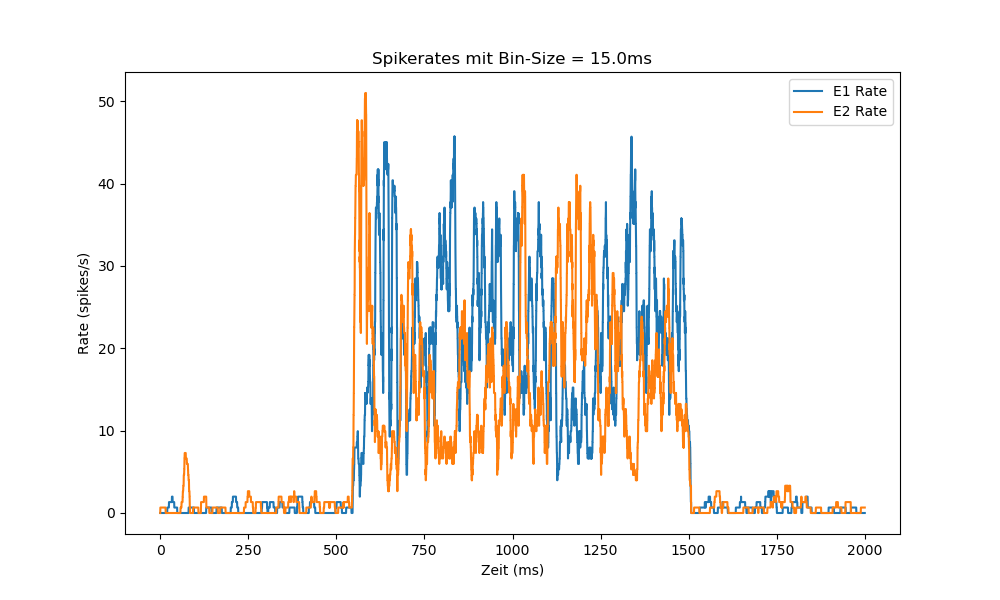 Spikerates mit Bin-Size = 15.0ms
E1 Rate
E2 Rate
Rate (spikes/s)
50
40
30
20
10
0
0 250 500 750 1000 1250 1500 1750 2000
Zeit (ms)